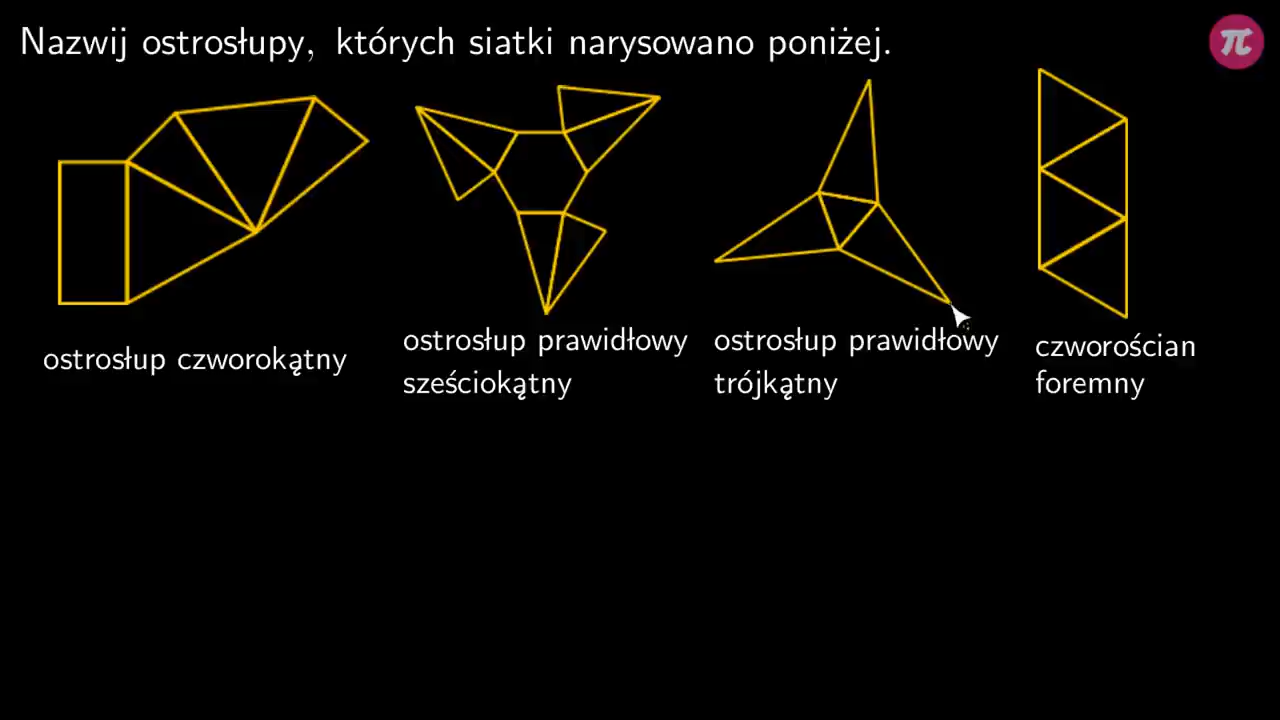 Nazwij ostrosłupy, których siatki narysowano poniżej.
π
ostrosłup czworokątny
ostrosłup prawidłowy
sześciokątny
ostrosłup prawidłowy
trójkątny
czworościan
foremny